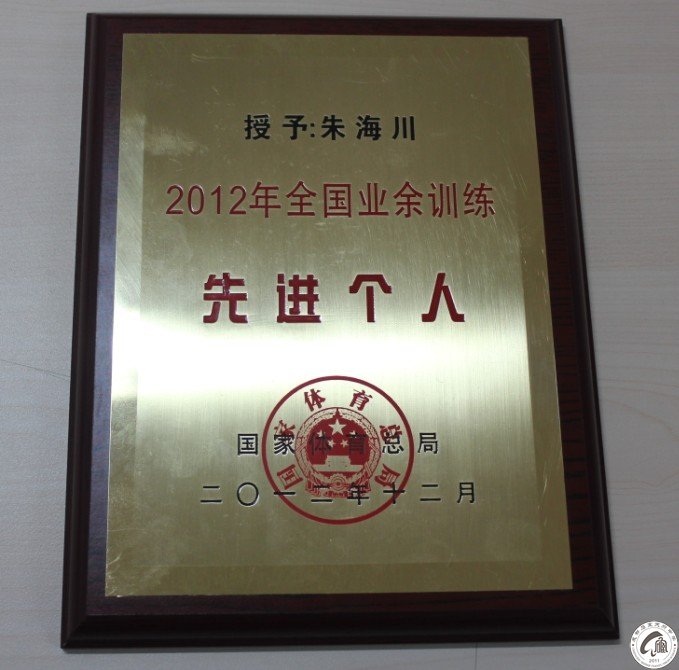 授予:朱海川
2012年全国业余训练
先进个人
国家体育总局
国家体育总局
二〇一二年十二月
2011